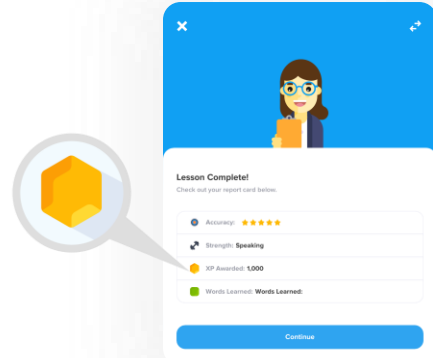 Lesson Complete!
Check out your report card below.
Accuracy:
Strength: Speaking
XP Awarded: 1,000
Words Learned: Words Learned:
Continue